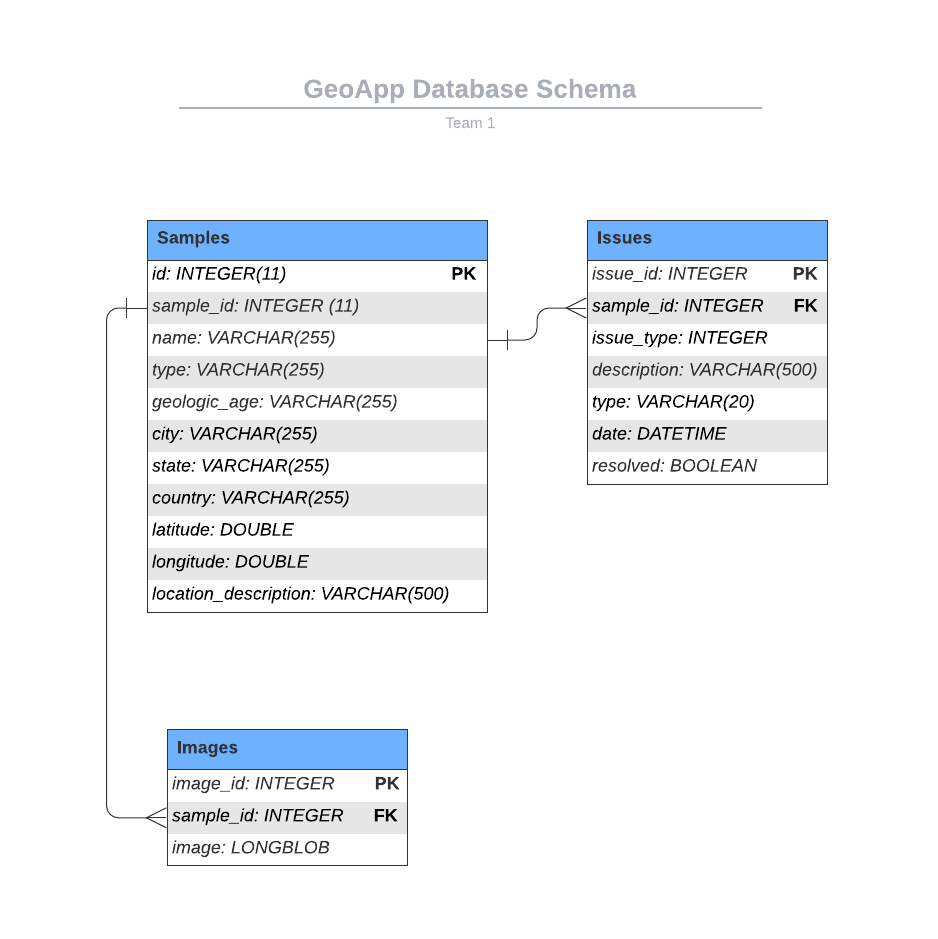 GeoApp Database Schema
Team 1
Samples
id: INTEGER(11) PK
sample_id: INTEGER (11)
name: VARCHAR(255)
type: VARCHAR(255)
geologic_age: VARCHAR(255)
city: VARCHAR(255)
state: VARCHAR(255)
country: VARCHAR(255)
latitude: DOUBLE
longitude: DOUBLE
location_description: VARCHAR(500)
Issues
issue_id: INTEGER PK
sample_id: INTEGER FK
issue_type: INTEGER
description: VARCHAR(500)
type: VARCHAR(20)
date: DATETIME
resolved: BOOLEAN
Images
image_id: INTEGER PK
sample_id: INTEGER FK
image: LONGBLOB